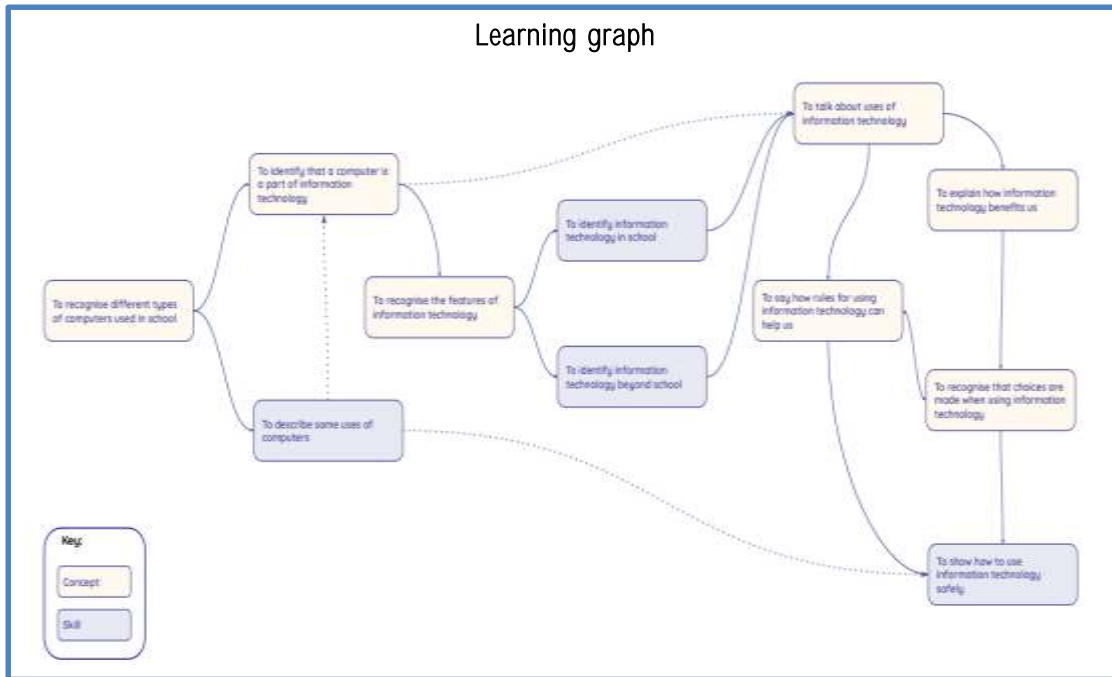 Learning graph
To recognise different types
of computers used in school
To identify that a computer is
a part of information
technology
To describe some uses of
computers
To recognise the features of
information technology
To identify information
technology in school
To identify information
technology beyond school
To talk about uses of
information technology
To explain how information
technology benefits us
To say how rules for using
information technology can
help us
To recognise that choices are
made when using information
technology
To show how to use
information technology
safely
Key:
Concept
Skill